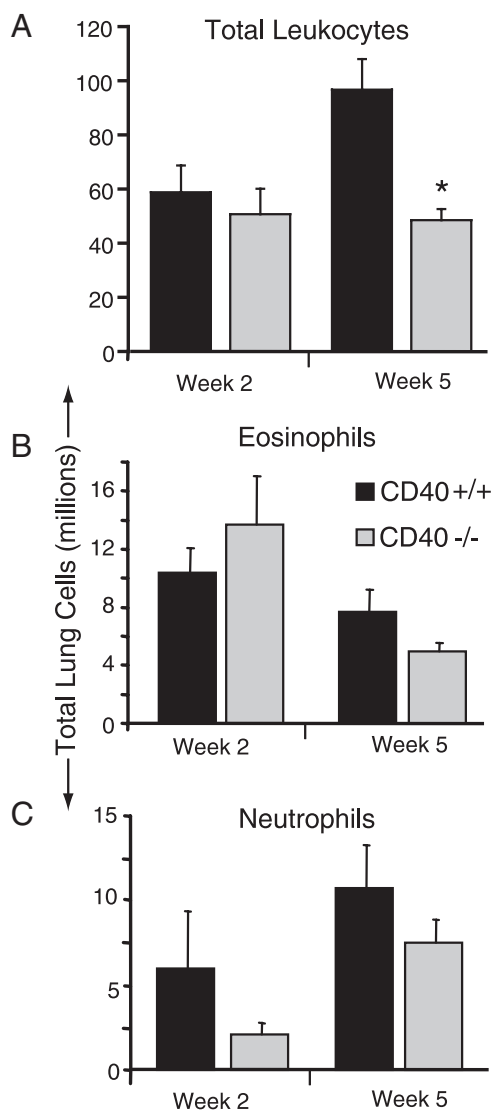 A
Total Leukocytes
120
100
80
60
40
20
0
*
Week 2
Week 5
Total Lung Cells (millions)
B
Eosinophils
16
12
8
4
0
CD40 +/+
CD40 -/-
Week 2
Week 5
C
Neutrophils
15
10
5
0
Week 2
Week 5